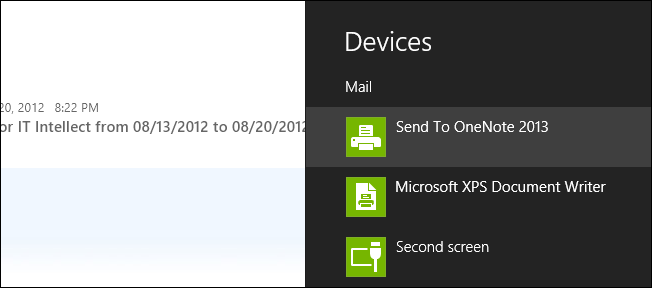 Devices
Mail
20, 2012 8:22 PM
or IT Intellect from 08/13/2012 to 08/20/2012
Send To OneNote 2013
Microsoft XPS Document Writer
Second screen